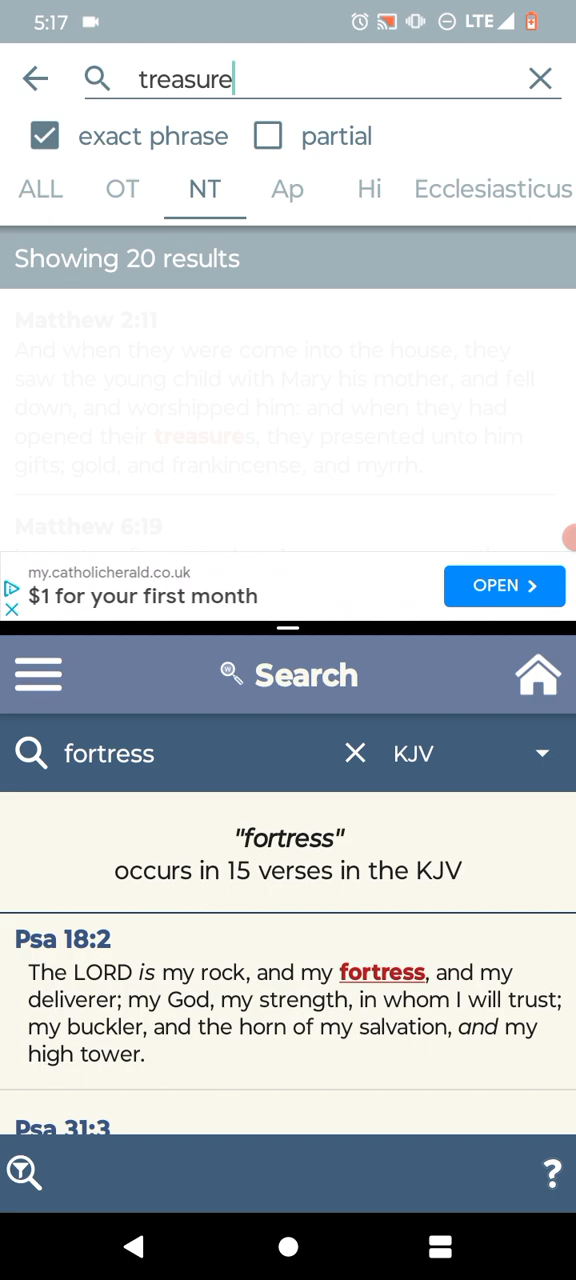 5:17 LTE
treasure
exact phrase partial
ALL OT NT Ap Hi Ecclesiasticus
Showing 20 results
Matthew 2:11
And when they were come into the house, they
saw the young child with Mary his mother, and fell
down, and worshipped him: and when they had
opened their treasures, they presented unto him
gifts; gold, and frankincense, and myrrh.
Matthew 6:19
my.catholicherald.co.uk
$1 for your first month
OPEN
Search
fortress KJV
"fortress"
occurs in 15 verses in the KJV
Psa 18:2
The LORD is my rock, and my fortress, and my
deliverer; my God, my strength, in whom I will trust;
my buckler, and the horn of my salvation, and my
high tower.
Psa 31:3
?